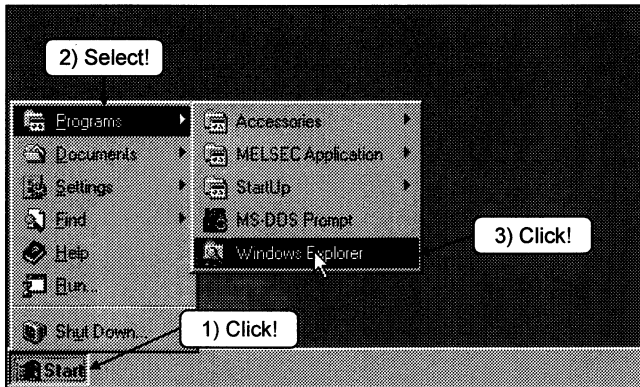 2) Select!
Programs
Documents
Settings
Find
Help
Run...
Shut Down...
Start
Accessories
MELSEC Application
StartUp
MS-DOS Prompt
Windows Explorer
3) Click!
1) Click!